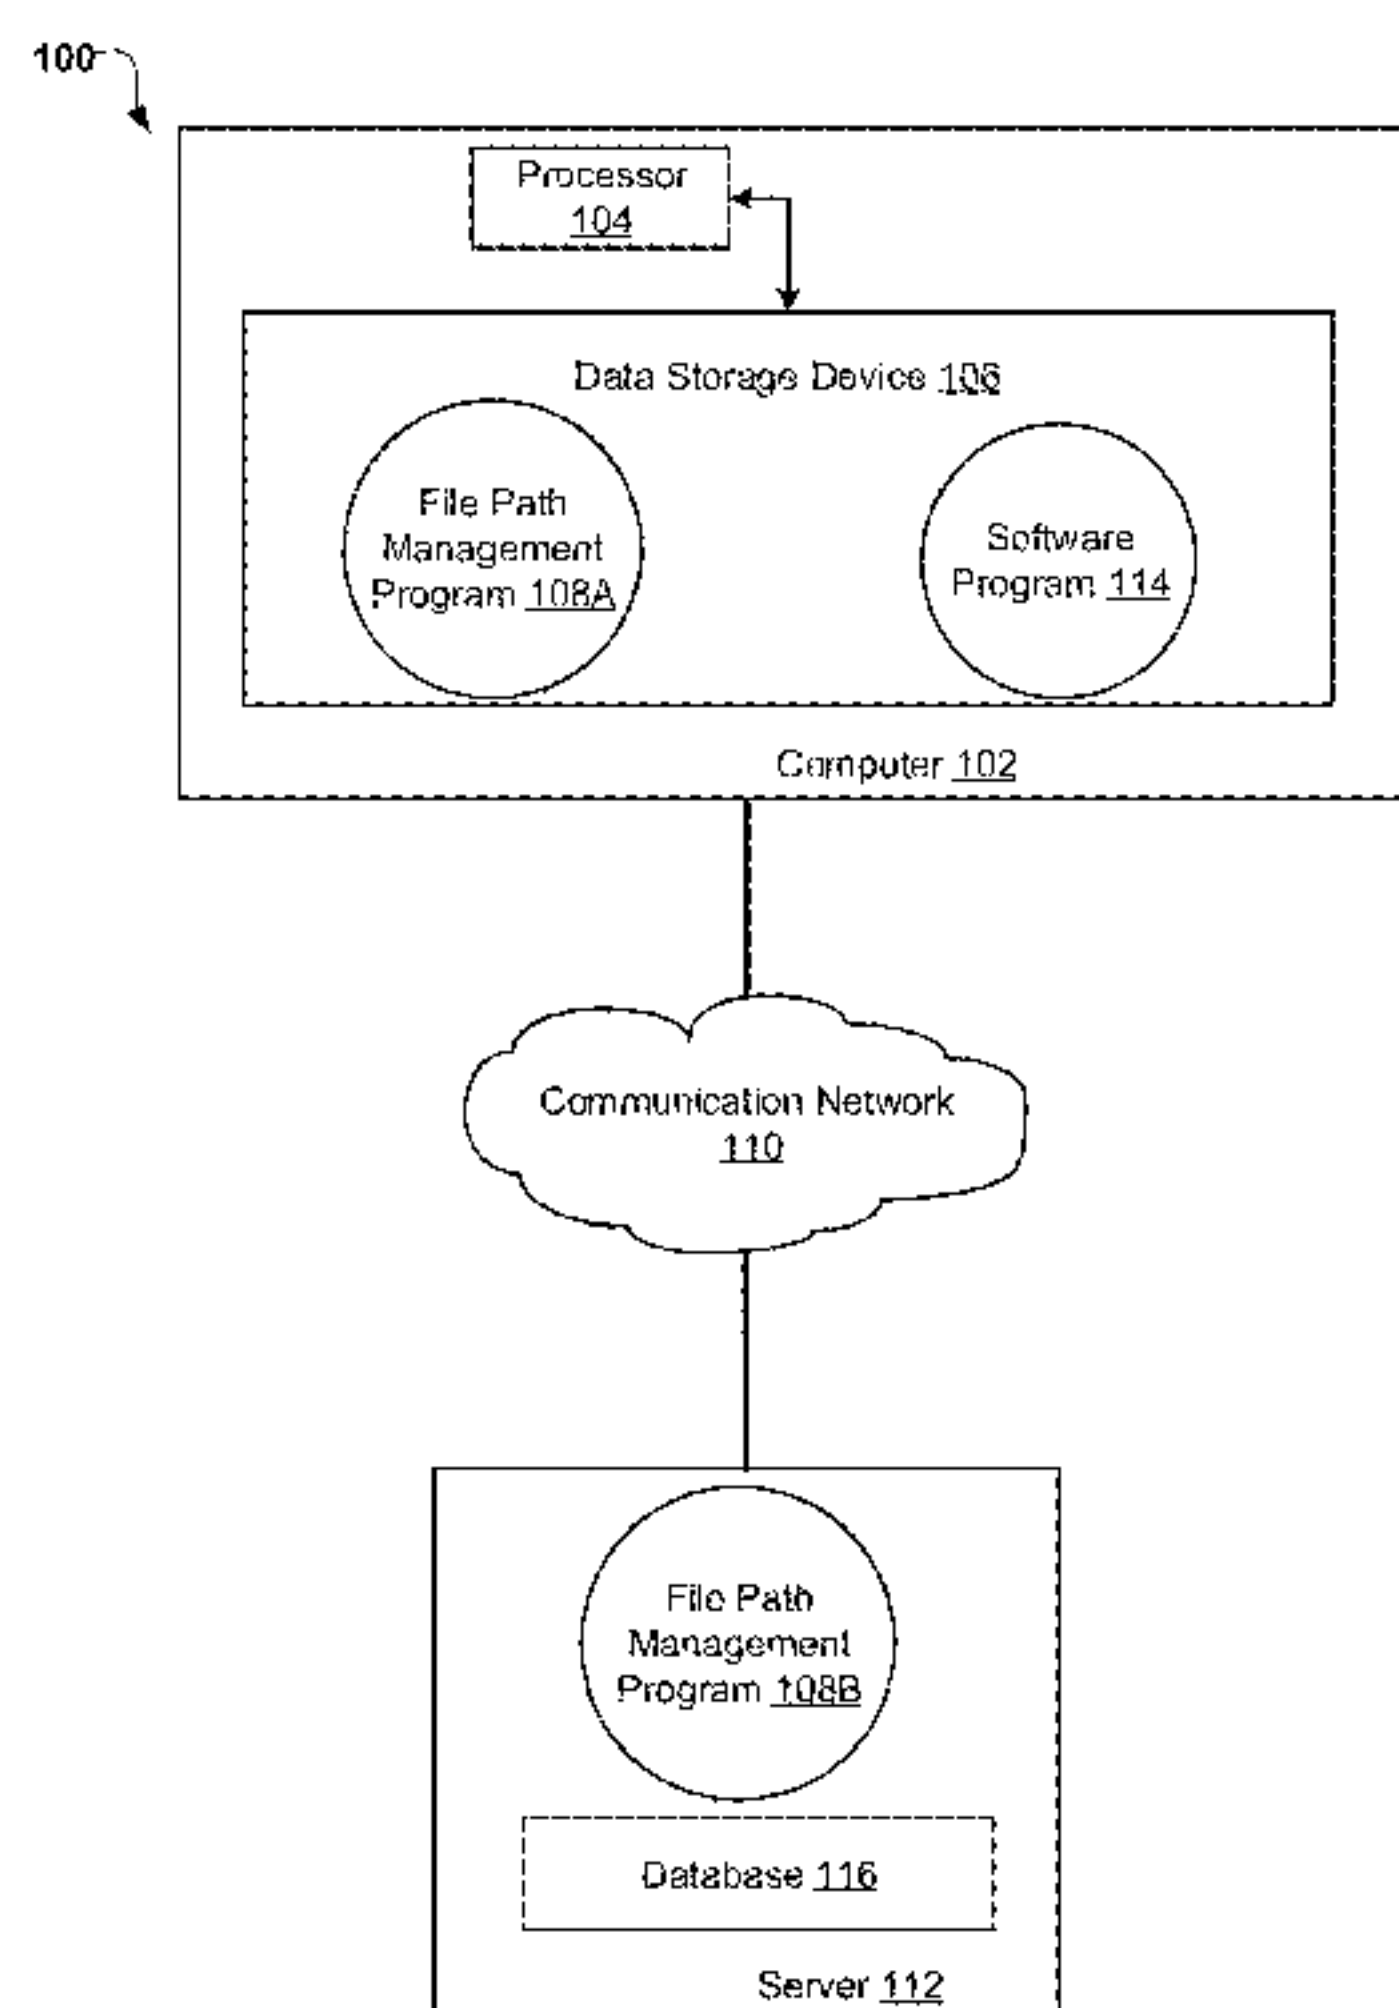 100
Processor
104
Data Storage Device 106
File Path
Management
Program 108A
Software
Program 114
Computer 102
Communication Network
110
File Path
Management
Program 108B
Database 116
Server 112